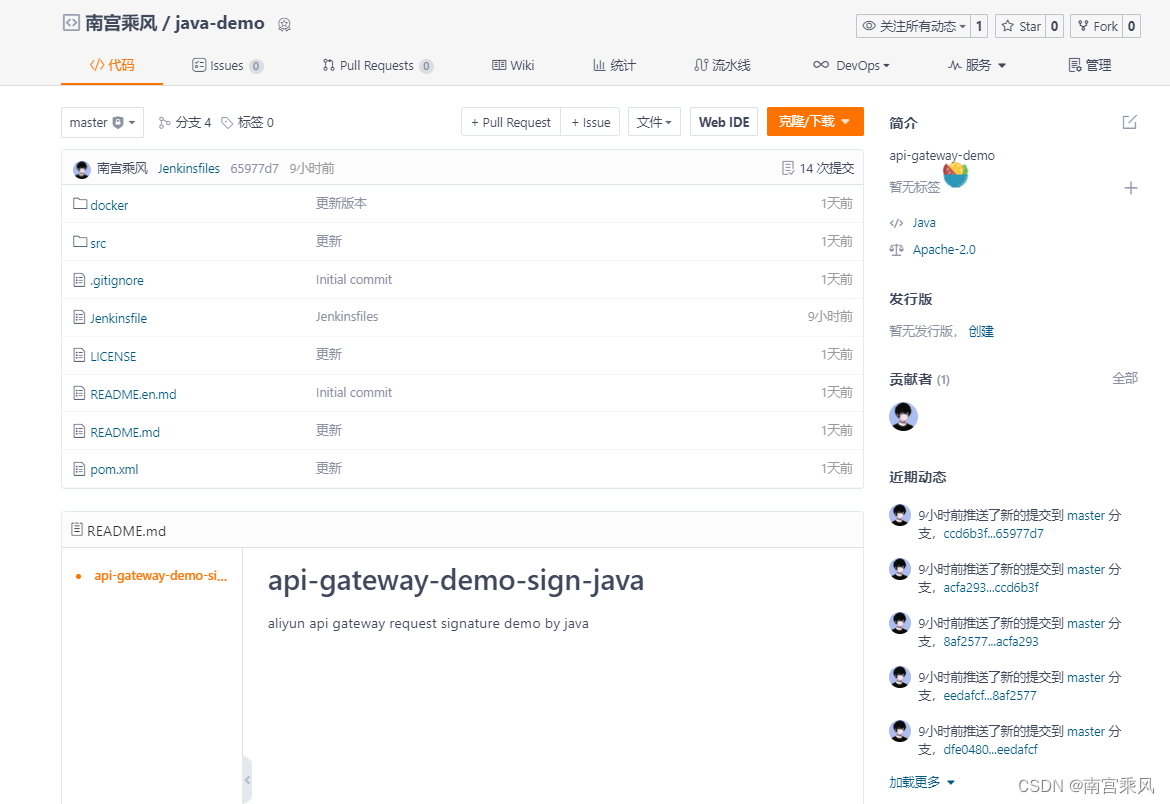 南宫乘风 / java-demo
关注所有动态 1 Star 0 Fork 0
代码 Issues 0 Pull Requests 0 Wiki 统计 流水线 DevOps 服务 管理
master 分支 4 标签 0 + Pull Request + Issue 文件 Web IDE 克隆/下载
南宫乘风 Jenkinsfiles 65977d7 9小时前 14 次提交
docker 更新版本 1天前
src 更新 1天前
.gitignore Initial commit 1天前
Jenkinsfile Jenkinsfiles 9小时前
LICENSE 更新 1天前
README.en.md Initial commit 1天前
README.md 更新 1天前
pom.xml 更新 1天前
README.md
api-gateway-demo-si...
api-gateway-demo-sign-java
aliyun api gateway request signature demo by java
简介
api-gateway-demo
暂无标签
Java
Apache-2.0
发行版
暂无发行版， 创建
贡献者 (1) 全部
近期动态
9小时前推送了新的提交到 master 分
支，ccd6b3f...65977d7
9小时前推送了新的提交到 master 分
支，acfa293...ccd6b3f
9小时前推送了新的提交到 master 分
支，8af2577...acfa293
9小时前推送了新的提交到 master 分
支，eedafcf...8af2577
9小时前推送了新的提交到 master 分
支，dfe0480...eedafcf
加载更多
CSDN @南宫乘风